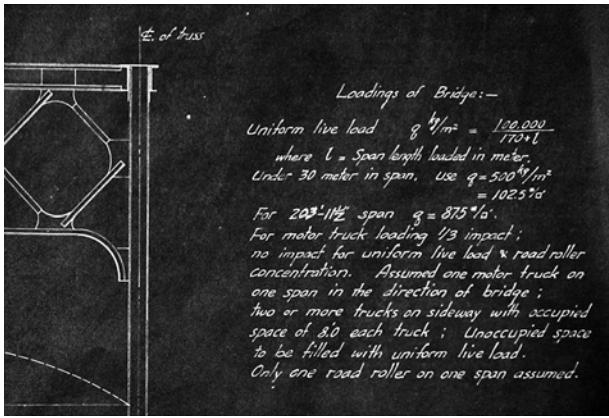 ℄ of truss
Loadings of Bridge:—
Uniform live load q kg/m² = 100.000 / 170+l
where l = Span length loaded in meter.
Under 30 meter in span, use q=500 kg/m²
= 102.5 #/□'
For 203'-11½" span q = 87.5 #/□'.
For motor truck loading 1/3 impact;
no impact for uniform live load & road roller
concentration. Assumed one motor truck on
one span in the direction of bridge;
two or more trucks on sideway with occupied
space of 8.0 each truck; Unoccupied space
to be filled with uniform live load.
Only one road roller on one span assumed.